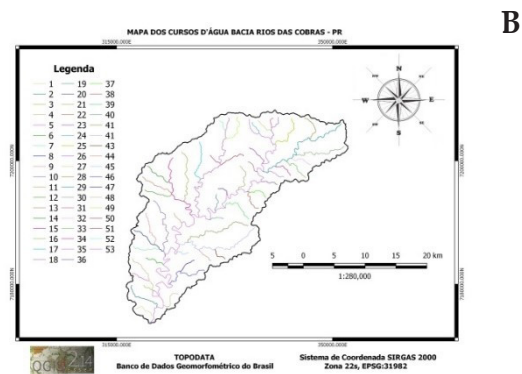 B
MAPA DOS CURSOS D'ÁGUA BACIA RIOS DAS COBRAS - PR
Legenda
1 19 37
2 20 38
3 21 39
4 22 40
5 23 41
6 24 41
7 25 43
8 26 44
9 27 45
10 28 46
11 29 47
12 30 48
13 31 49
14 32 50
15 33 51
16 34 52
17 35 53
18 36
N
W E
S
5 0 5 10 15 20 km
1:280,000
TOPODATA
Banco de Dados Geomorfométrico do Brasil
Sistema de Coordenada SIRGAS 2000
Zona 22s, EPSG:31982